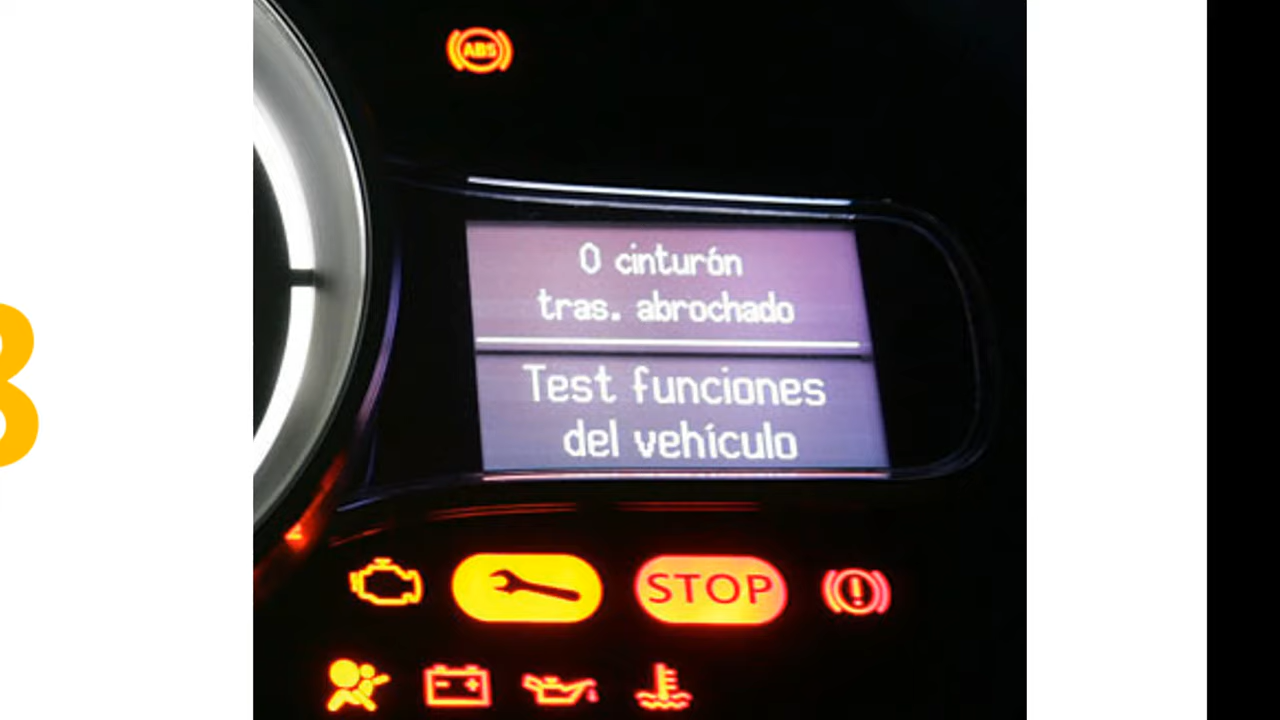 ABS
0 cinturón
tras. abrochado
Test funciones
del vehículo
STOP